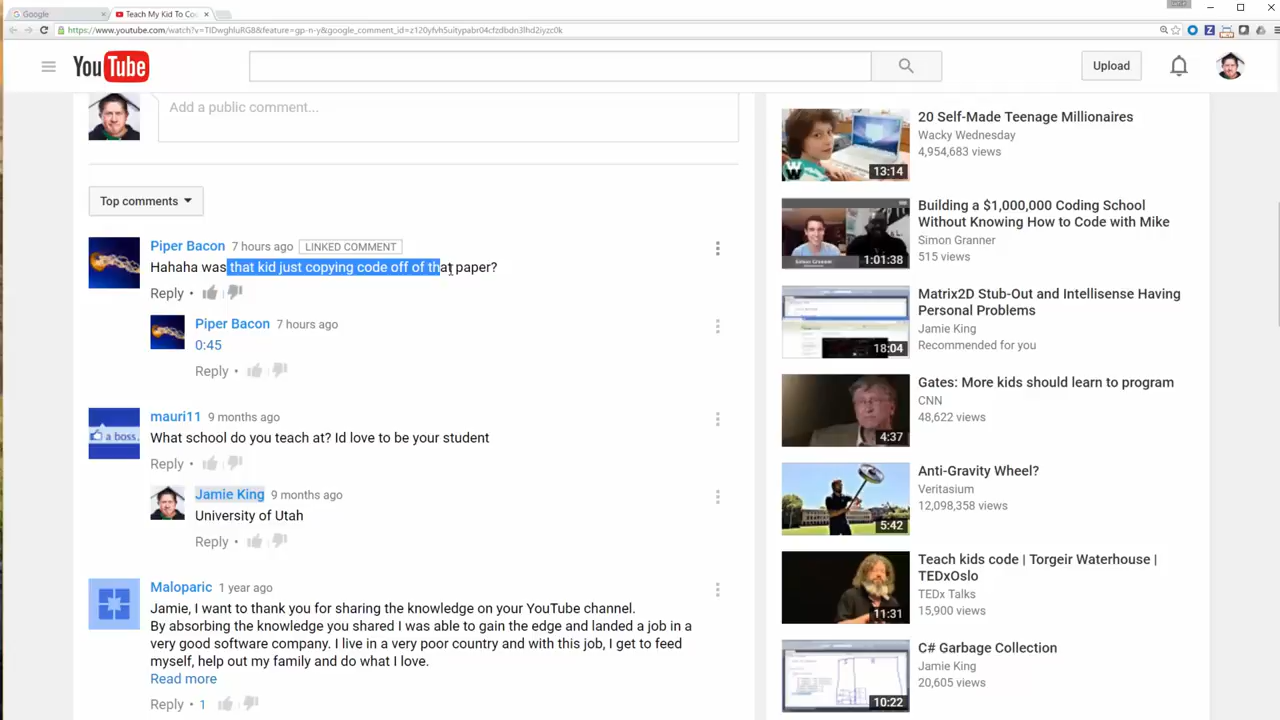 Google
Teach My Kid To Co
https://www.youtube.com/watch?v=TIDwghluRG8&feature=gp-n-y&google_comment_id=z120yfvh5uitypabr04cfzdbtxh3lhd2iyzc0k
YouTube
Upload
Add a public comment...
Top comments
Piper Bacon 7 hours ago LINKED COMMENT
Hahaha was that kid just copying code off of that paper?
Reply
Piper Bacon 7 hours ago
0:45
Reply
mauri11 9 months ago
a boss.
What school do you teach at? Id love to be your student
Reply
Jamie King 9 months ago
University of Utah
Reply
Maloparic 1 year ago
Jamie, I want to thank you for sharing the knowledge on your YouTube channel.
By absorbing the knowledge you shared I was able to gain the edge and landed a job in a
very good software company. I live in a very poor country and with this job, I get to feed
myself, help out my family and do what I love.
Read more
Reply 1
20 Self-Made Teenage Millionaires
Wacky Wednesday
4,954,683 views
W
13:14
Building a $1,000,000 Coding School
Without Knowing How to Code with Mike
Simon Granner
515 views
1:01:38
Matrix2D Stub-Out and Intellisense Having
Personal Problems
Jamie King
Recommended for you
18:04
Gates: More kids should learn to program
CNN
48,622 views
4:37
Anti-Gravity Wheel?
Veritasium
12,098,358 views
5:42
Teach kids code | Torgeir Waterhouse |
TEDxOslo
TEDx Talks
15,900 views
11:31
C# Garbage Collection
Jamie King
20,605 views
10:22